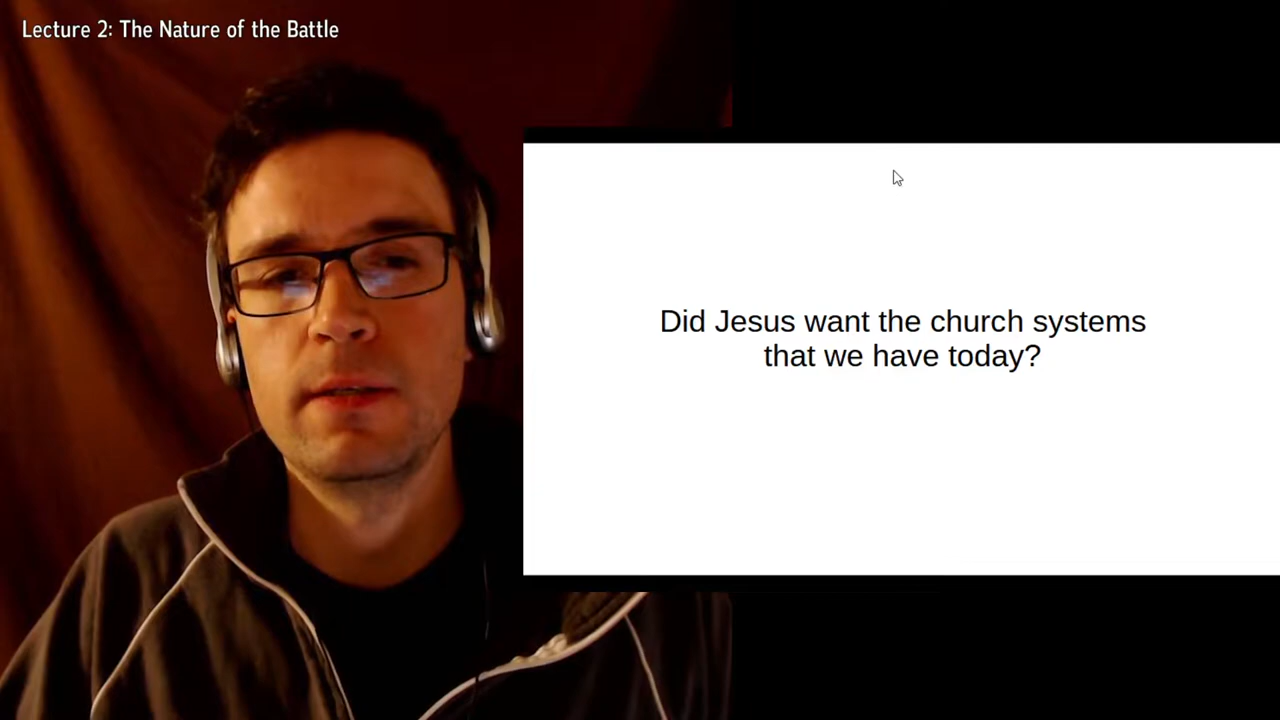 Lecture 2: The Nature of the Battle
Did Jesus want the church systems
that we have today?